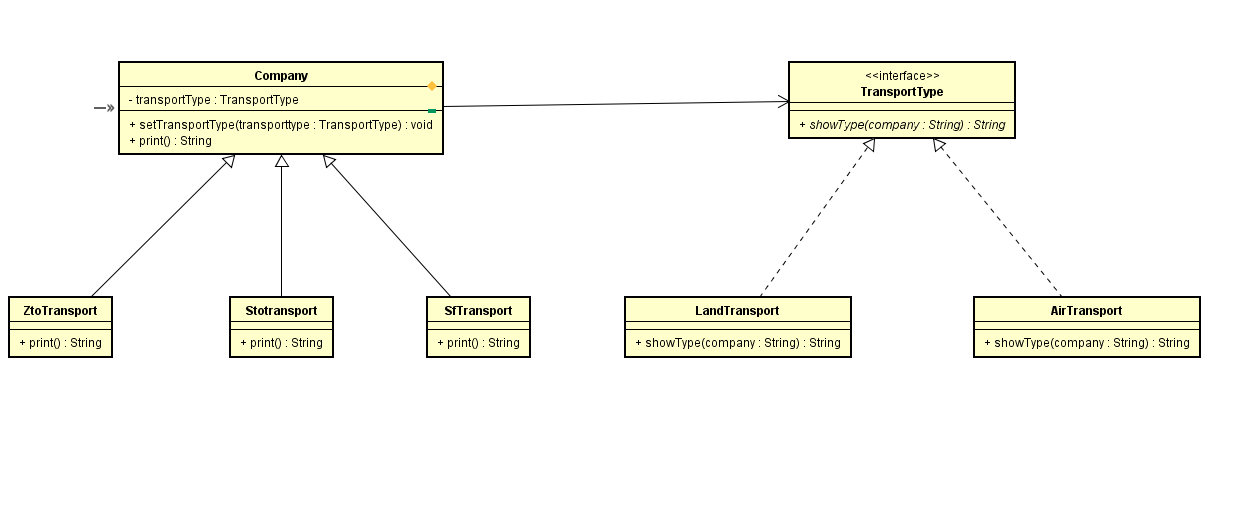 Company
- transportType : TransportType
+ setTransportType(transporttype : TransportType) : void
+ print() : String
<<interface>>
TransportType
+ showType(company : String) : String
ZtoTransport
+ print() : String
Stotransport
+ print() : String
SfTransport
+ print() : String
LandTransport
+ showType(company : String) : String
AirTransport
+ showType(company : String) : String